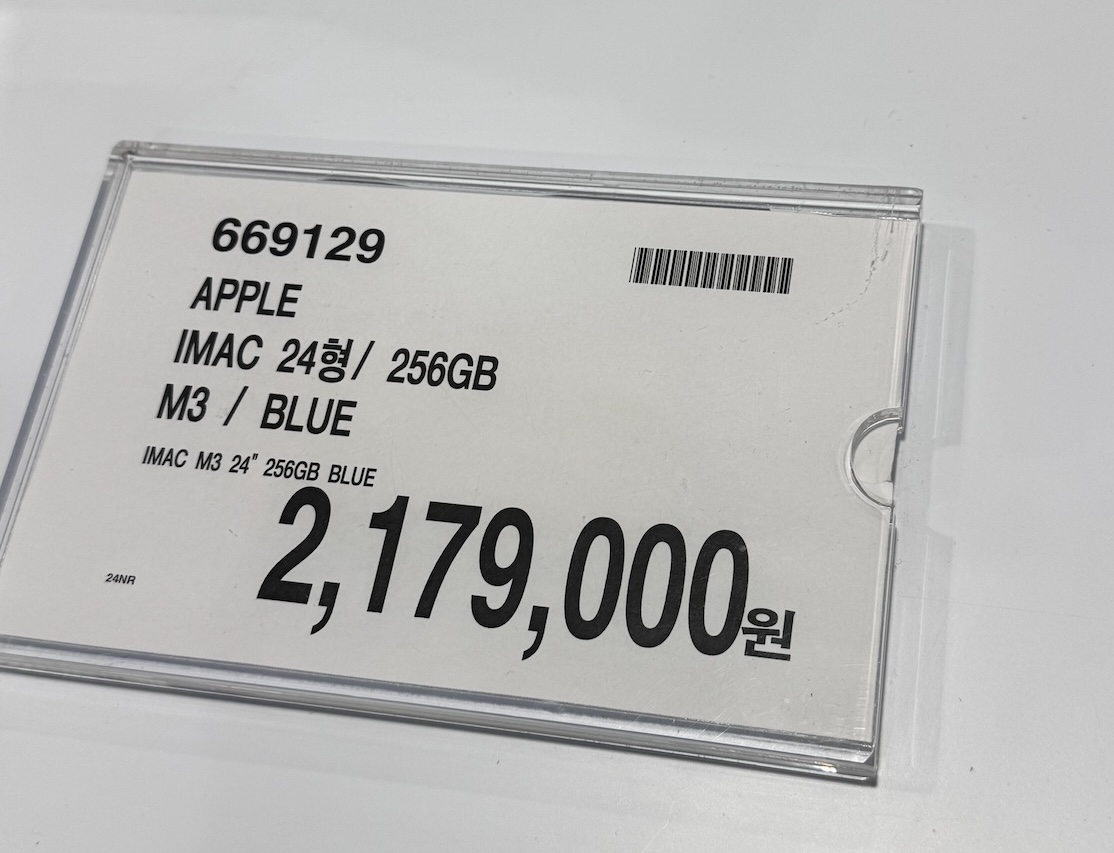 669129
APPLE
IMAC 24형/ 256GB
M3 / BLUE
IMAC M3 24" 256GB BLUE
2,179,000원
24NR